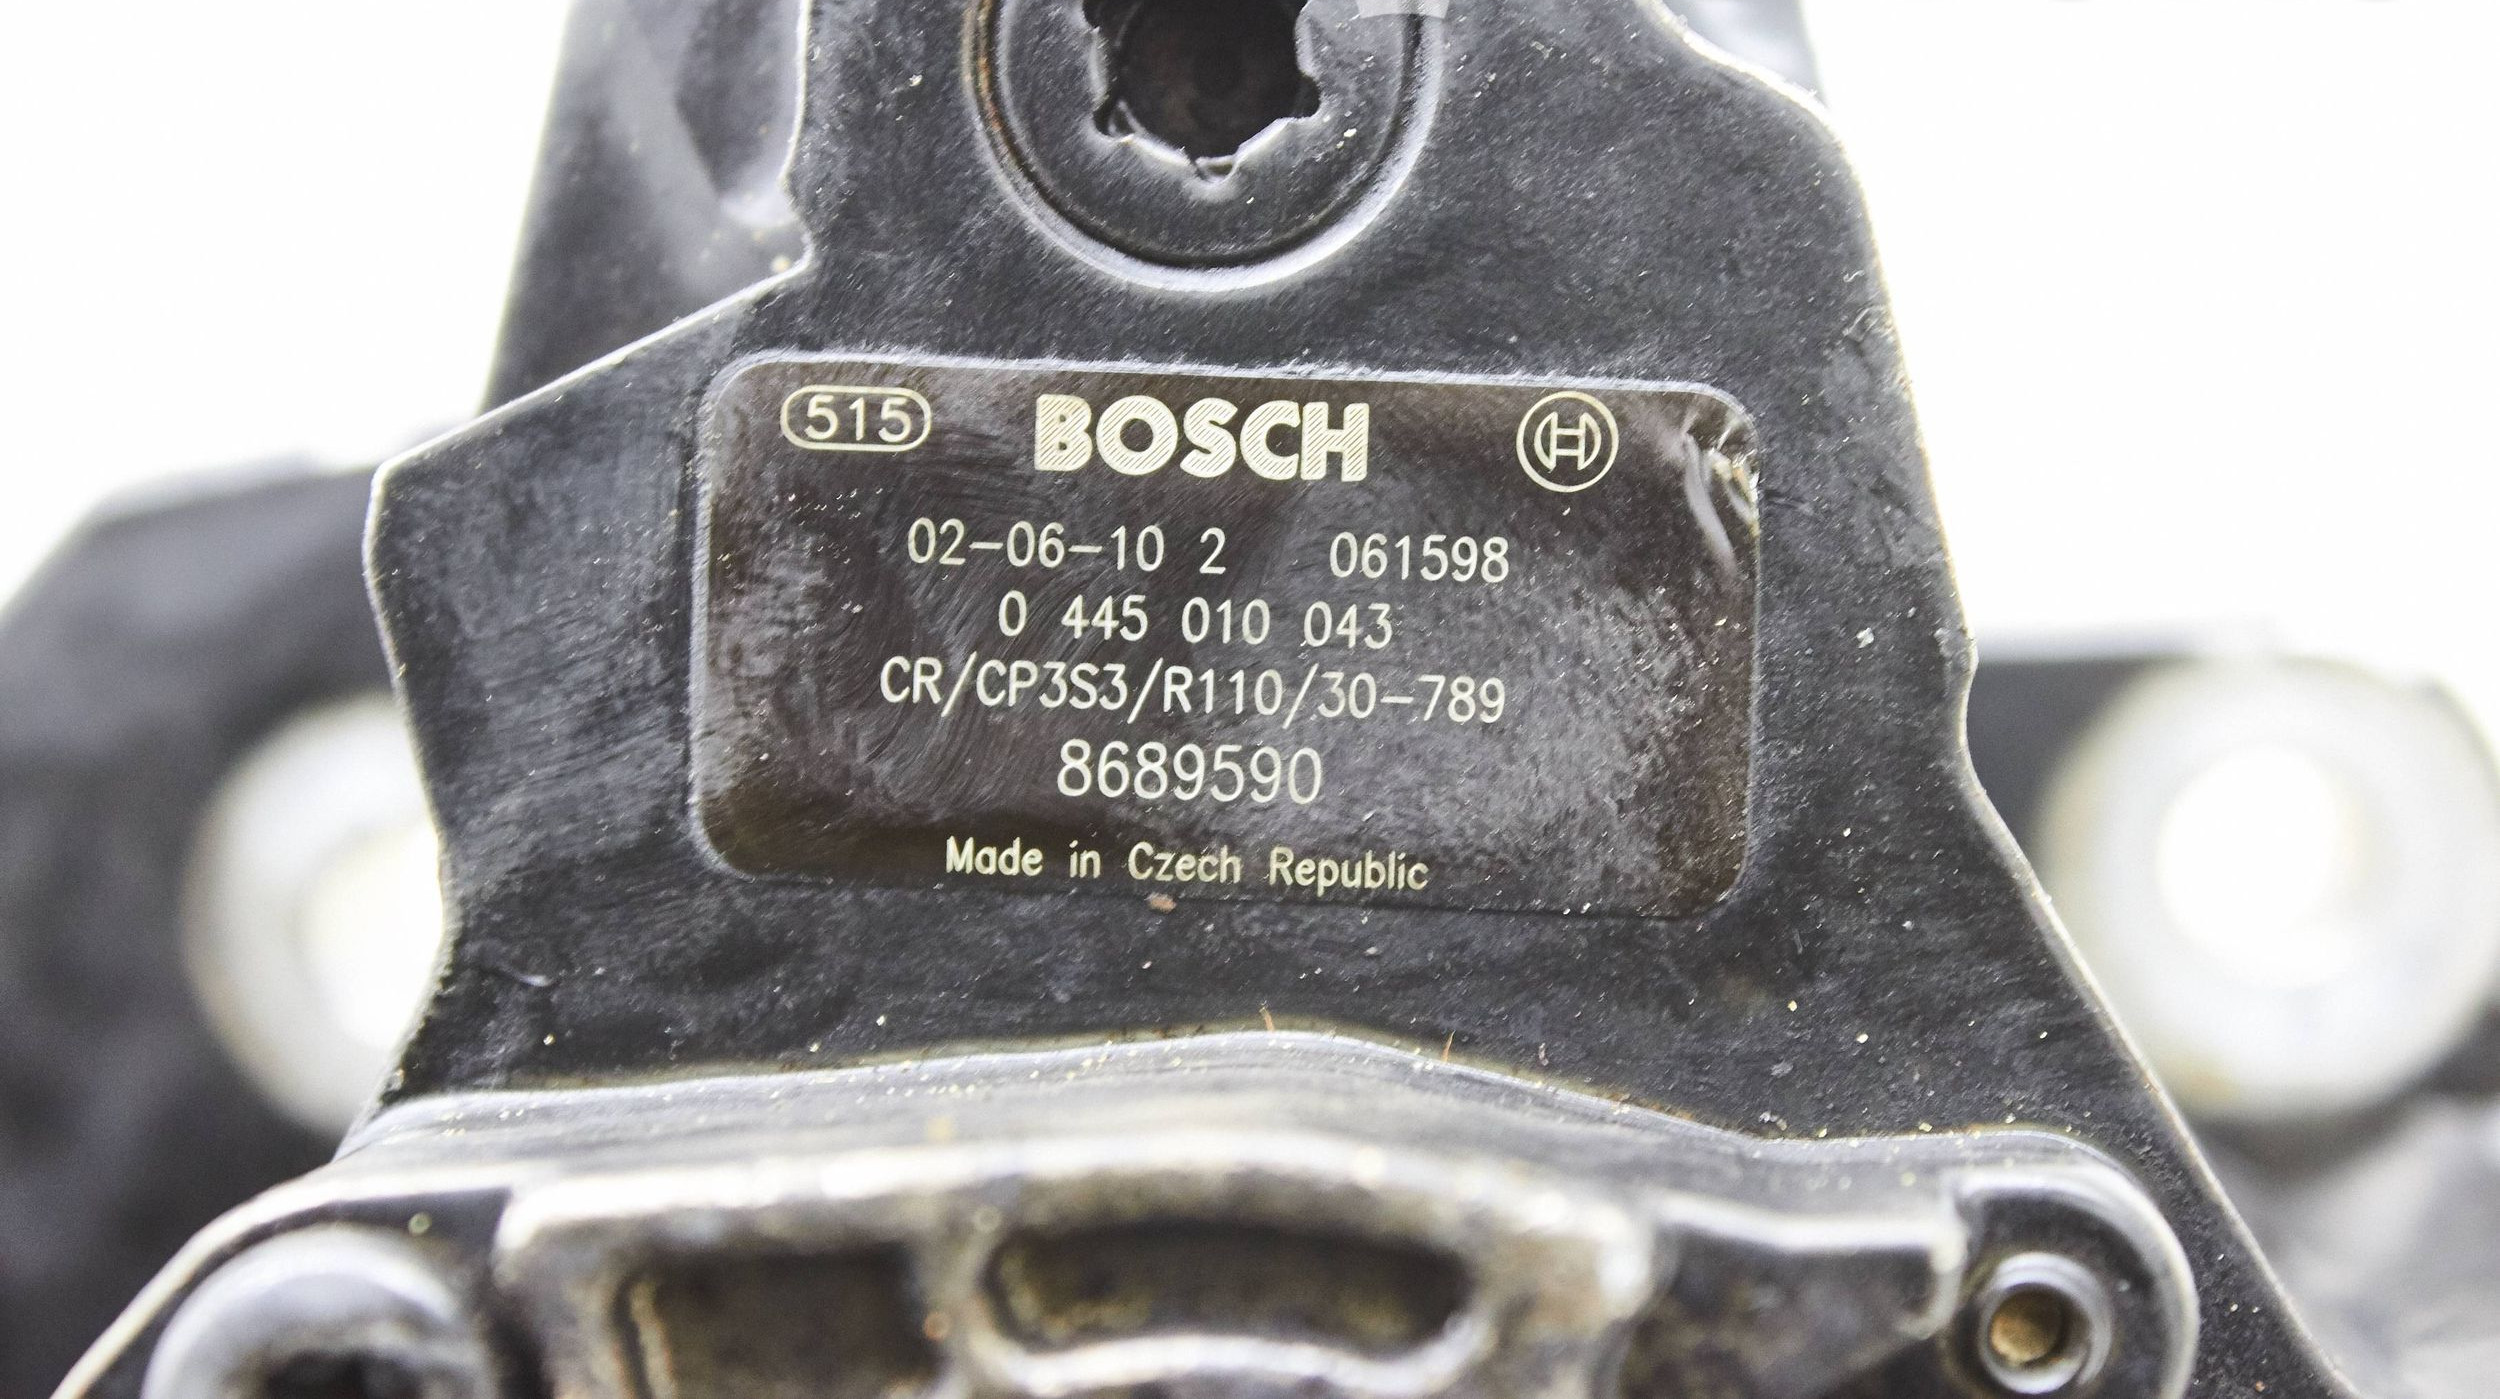 515 BOSCH
02-06-10 2 061598
0 445 010 043
CR/CP3S3/R110/30-789
8689590
Made in Czech Republic